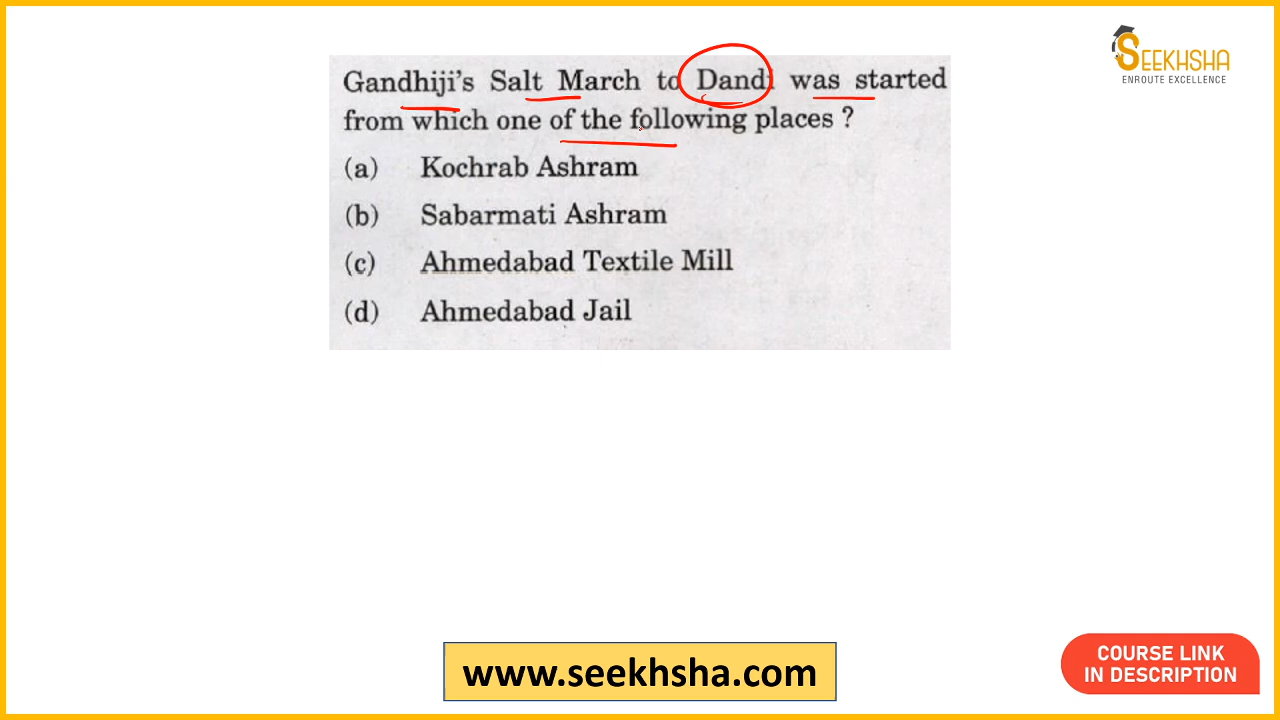 SEEKHSHA
ENROUTE EXCELLENCE
Gandhiji's Salt March to Dandi was started
from which one of the following places ?
(a) Kochrab Ashram
(b) Sabarmati Ashram
(c) Ahmedabad Textile Mill
(d) Ahmedabad Jail
www.seekhsha.com
COURSE LINK
IN DESCRIPTION